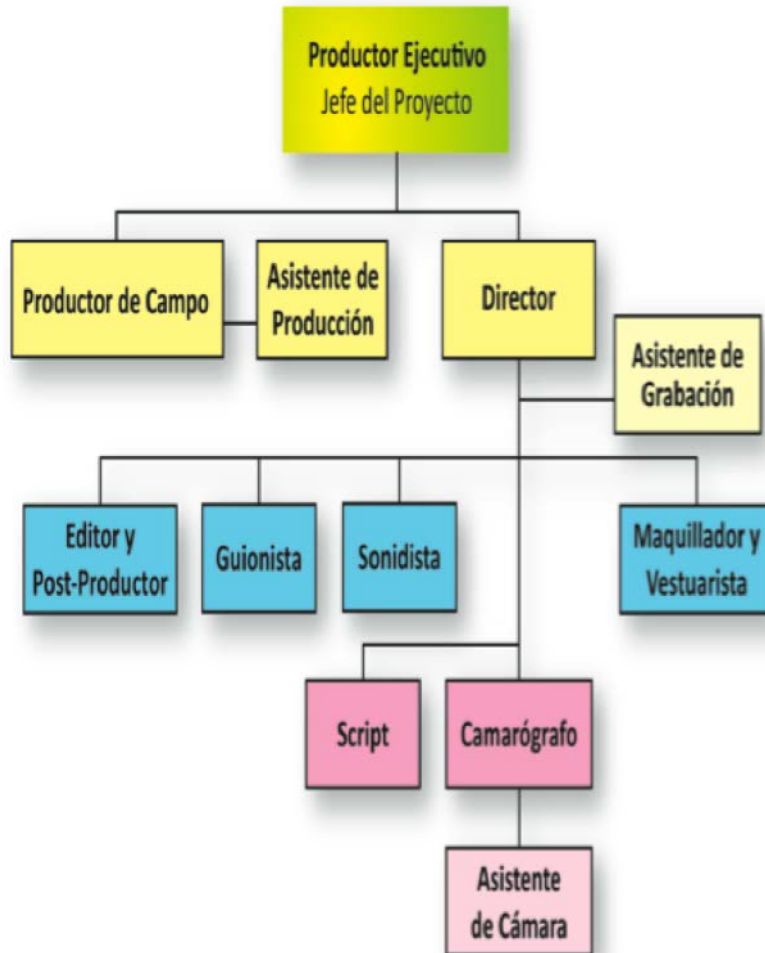 Productor Ejecutivo
Jefe del Proyecto
Productor de Campo
Asistente de
Producción
Director
Asistente de
Grabación
Editor y
Post-Productor
Guionista
Sonidista
Maquillador y
Vestuarista
Script
Camarógrafo
Asistente
de Cámara